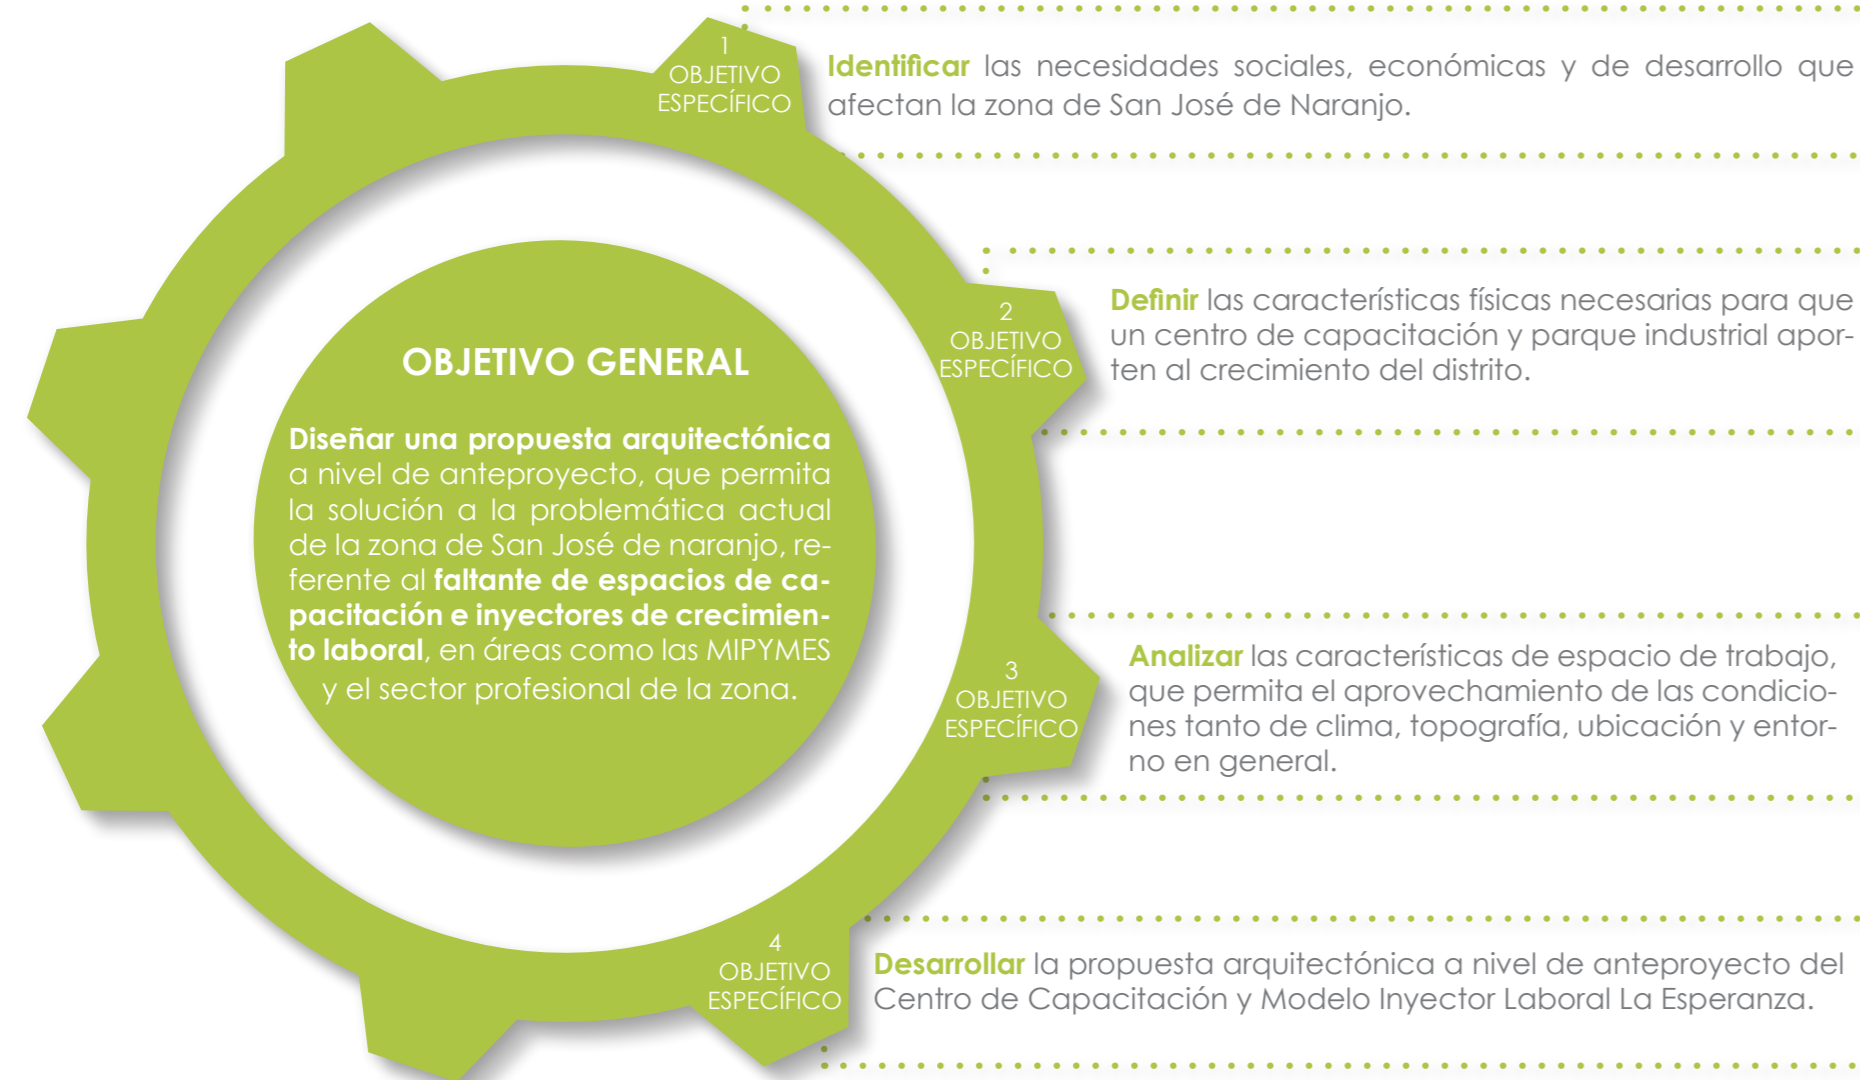 OBJETIVO GENERAL
Diseñar una propuesta arquitectónica
a nivel de anteproyecto, que permita
la solución a la problemática actual
de la zona de San José de naranjo, re-
ferente al faltante de espacios de ca-
pacitación e inyectores de crecimien-
to laboral, en áreas como las MIPYMES
y el sector profesional de la zona.
1
OBJETIVO
ESPECÍFICO
Identificar las necesidades sociales, económicas y de desarrollo que
afectan la zona de San José de Naranjo.
2
OBJETIVO
ESPECÍFICO
Definir las características físicas necesarias para que
un centro de capacitación y parque industrial apor-
ten al crecimiento del distrito.
3
OBJETIVO
ESPECÍFICO
Analizar las características de espacio de trabajo,
que permita el aprovechamiento de las condicio-
nes tanto de clima, topografía, ubicación y entor-
no en general.
4
OBJETIVO
ESPECÍFICO
Desarrollar la propuesta arquitectónica a nivel de anteproyecto del
Centro de Capacitación y Modelo Inyector Laboral La Esperanza.